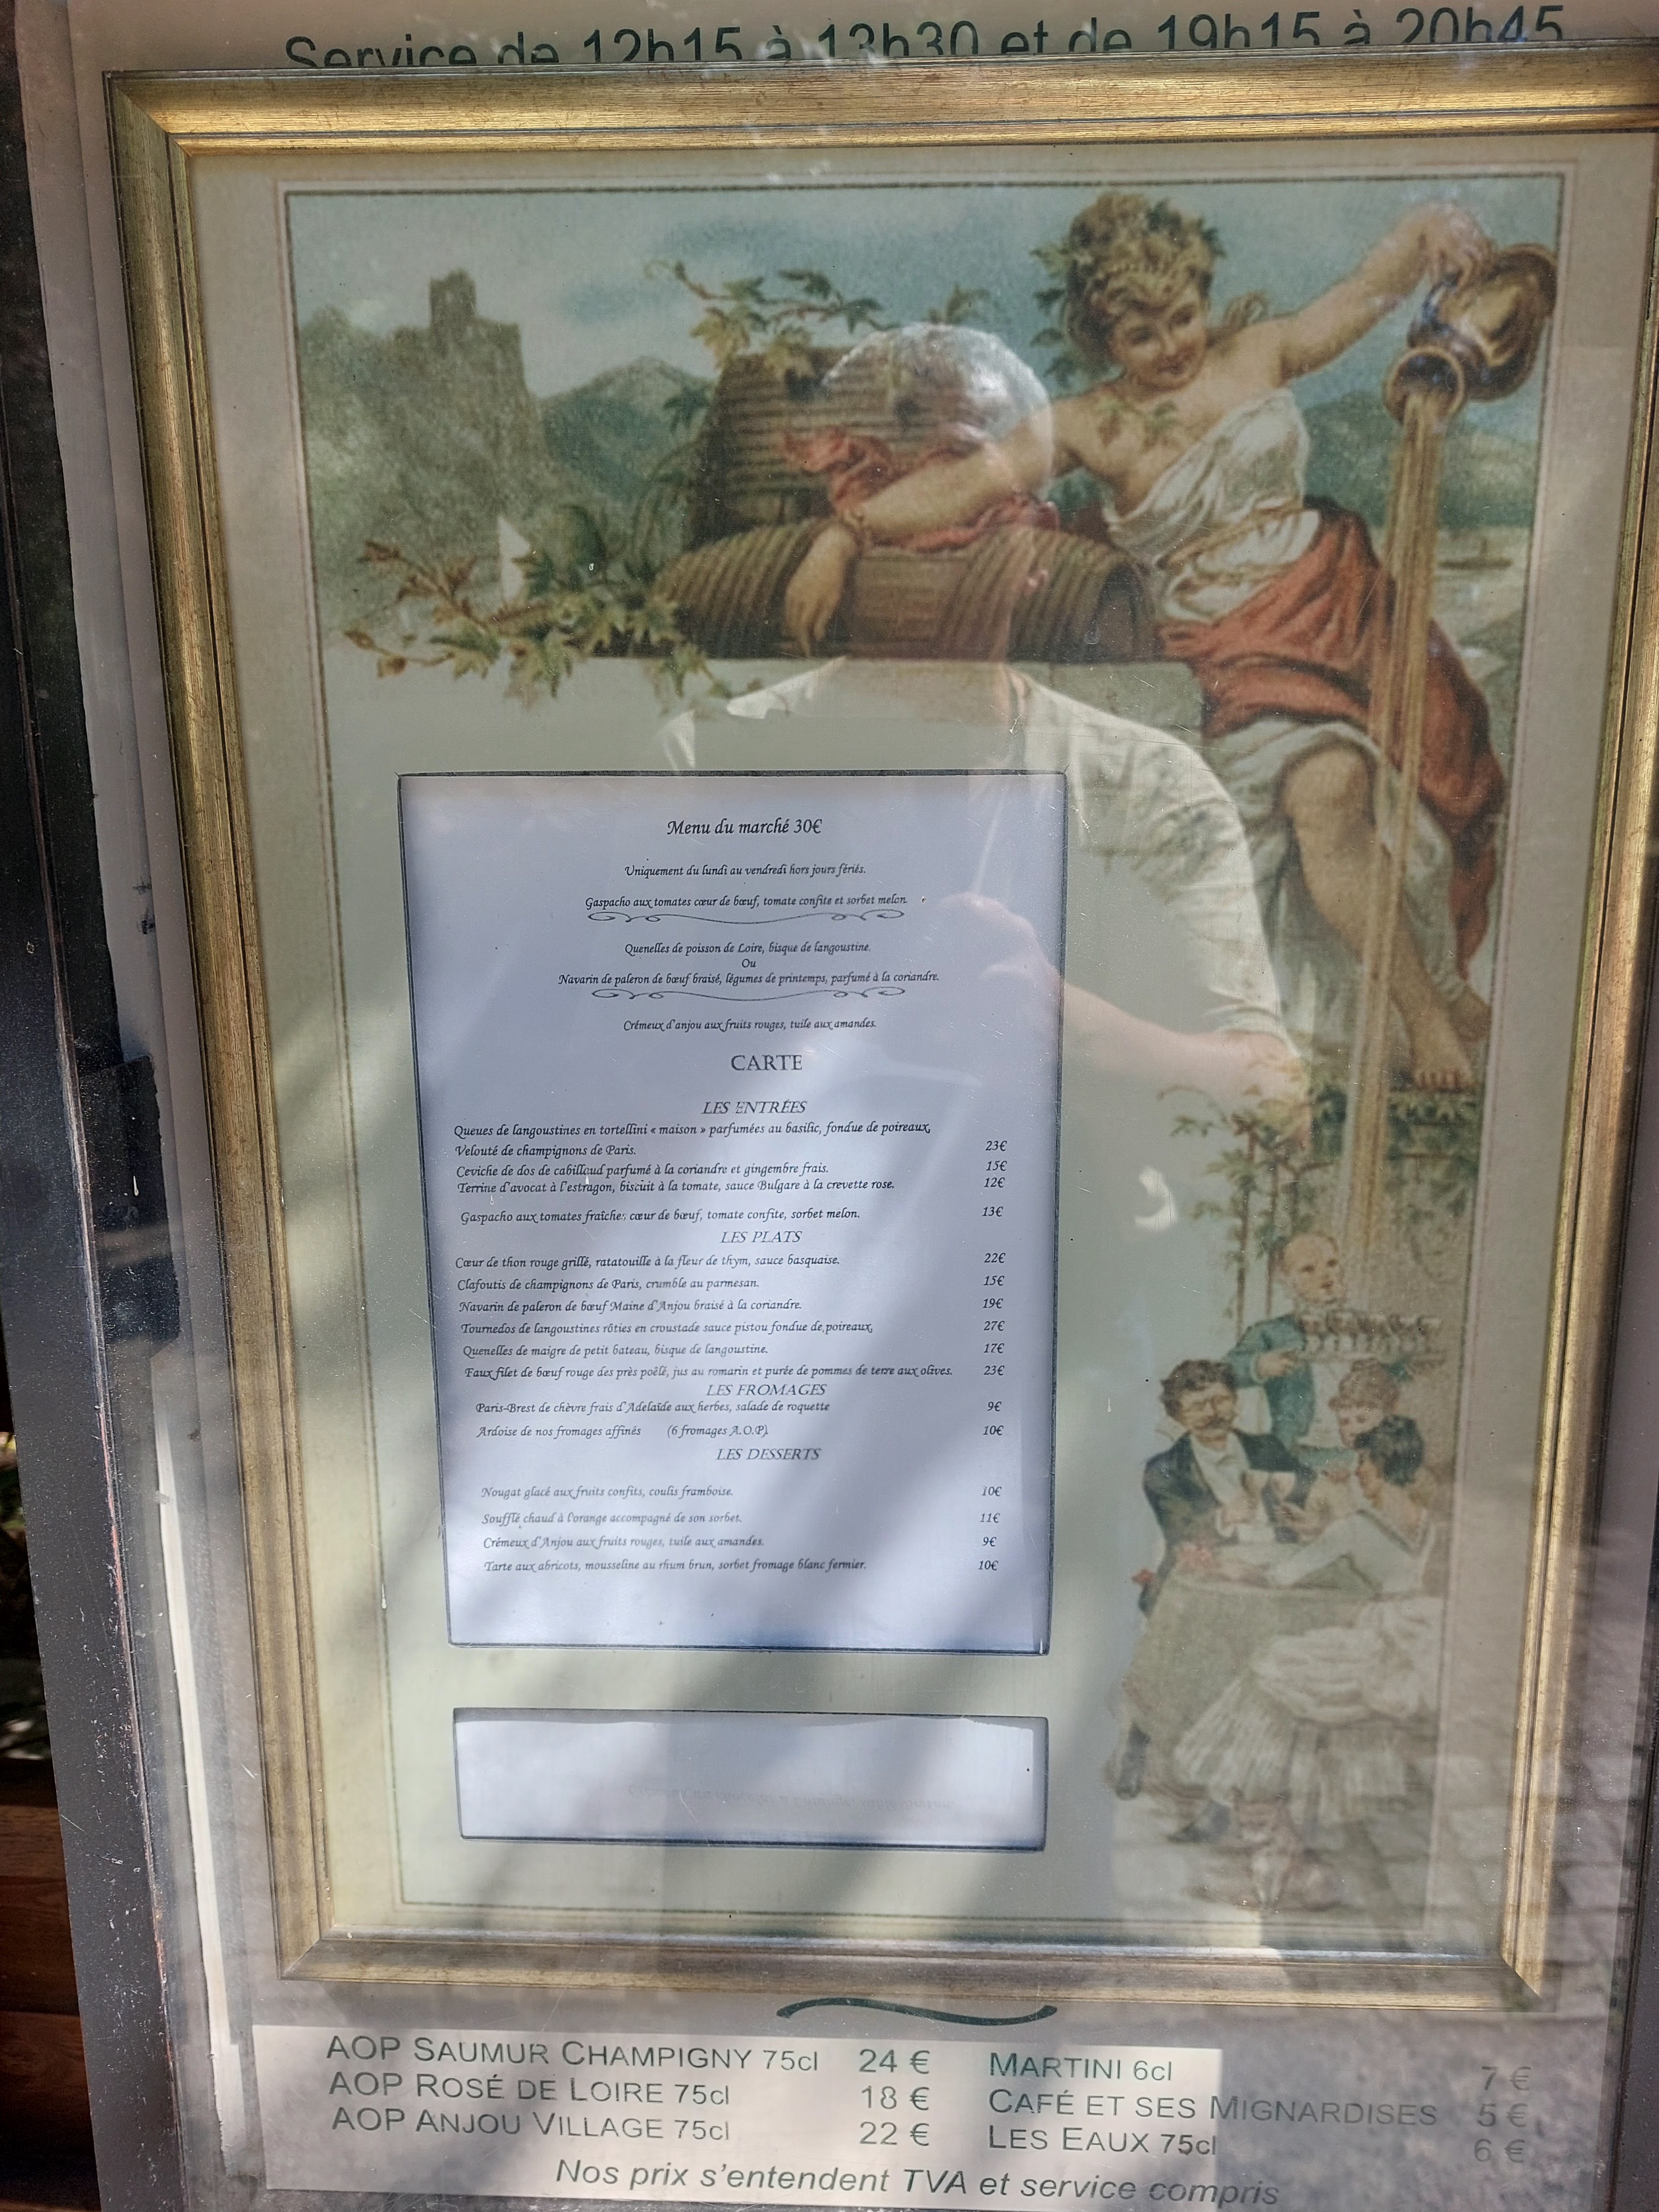 Service de 12h15 à 13h30 et de 19h15 à 20h45
Menu du marché 30€
Uniquement du lundi au vendredi hors jours fériés.
Gaspacho aux tomates cœur de bœuf, tomate confite et sorbet melon.
Quenelles de poisson de Loire, bisque de langoustine.
Ou
Navarin de paleron de bœuf braisé, légumes de printemps, parfumé à la coriandre.
Crémeux d'anjou aux fruits rouges, tuile aux amandes.
CARTE
LES ENTRÉES
Queues de langoustines en tortellini « maison » parfumées au basilic, fondue de poireaux,
Velouté de champignons de Paris. 23€
Ceviche de dos de cabillaud parfumé à la coriandre et gingembre frais. 15€
Terrine d'avocat à l'estragon, biscuit à la tomate, sauce Bulgare à la crevette rose. 12€
Gaspacho aux tomates fraîches cœur de bœuf, tomate confite, sorbet melon. 13€
LES PLATS
Cœur de thon rouge grillé, ratatouille à la fleur de thym, sauce basquaise. 22€
Clafoutis de champignons de Paris, crumble au parmesan. 15€
Navarin de paleron de bœuf Maine d'Anjou braisé à la coriandre. 19€
Tournedos de langoustines rôties en croustade sauce pistou fondue de poireaux, 27€
Quenelles de maigre de petit bateau, bisque de langoustine. 17€
Faux filet de bœuf rouge des près poêlé, jus au romarin et purée de pommes de terre aux olives. 23€
LES FROMAGES
Paris-Brest de chèvre frais d'Adelaïde aux herbes, salade de roquette 9€
Ardoise de nos fromages affinés (6 fromages A.O.P). 10€
LES DESSERTS
Nougat glacé aux fruits confits, coulis framboise. 10€
Soufflé chaud à l'orange accompagné de son sorbet. 11€
Crémeux d'Anjou aux fruits rouges, tuile aux amandes. 9€
Tarte aux abricots, mousseline au rhum brun, sorbet fromage blanc fermier. 10€
AOP SAUMUR CHAMPIGNY 75cl 24 € MARTINI 6cl 7 €
AOP ROSÉ DE LOIRE 75cl 18 € CAFÉ ET SES MIGNARDISES 5 €
AOP ANJOU VILLAGE 75cl 22 € LES EAUX 75cl 6 €
Nos prix s'entendent TVA et service compris